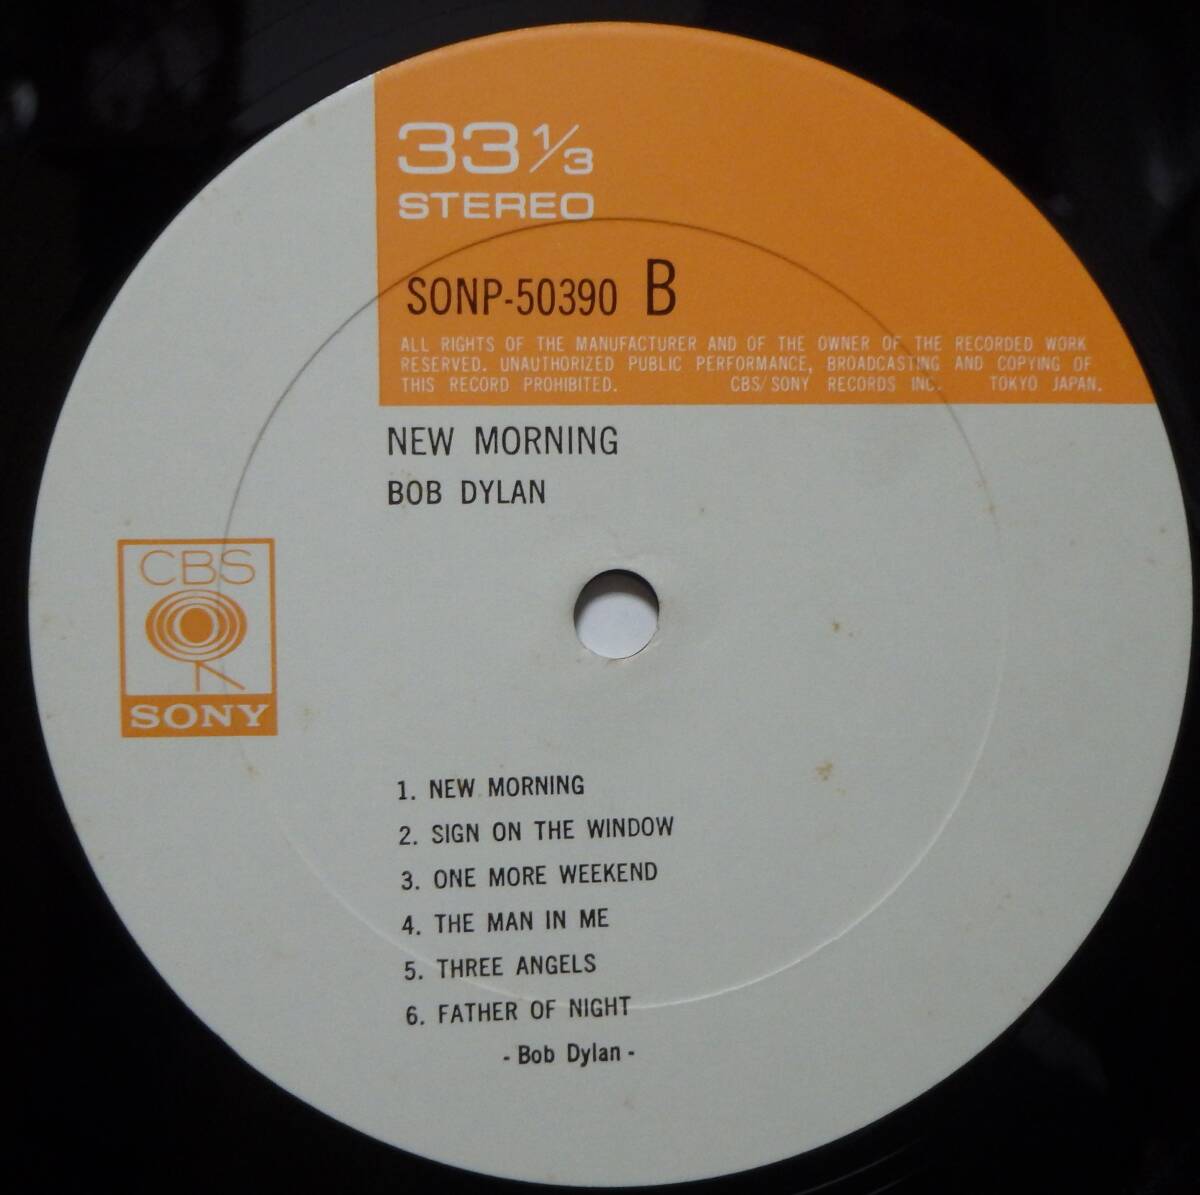 33 1/3
STEREO
SONP-50390 B
ALL RIGHTS OF THE MANUFACTURER AND OF THE OWNER OF THE RECORDED WORK
RESERVED. UNAUTHORIZED PUBLIC PERFORMANCE, BROADCASTING AND COPYING OF
THIS RECORD PROHIBITED. CBS/SONY RECORDS INC. TOKYO JAPAN.
NEW MORNING
BOB DYLAN
CBS
SONY
1. NEW MORNING
2. SIGN ON THE WINDOW
3. ONE MORE WEEKEND
4. THE MAN IN ME
5. THREE ANGELS
6. FATHER OF NIGHT
- Bob Dylan -